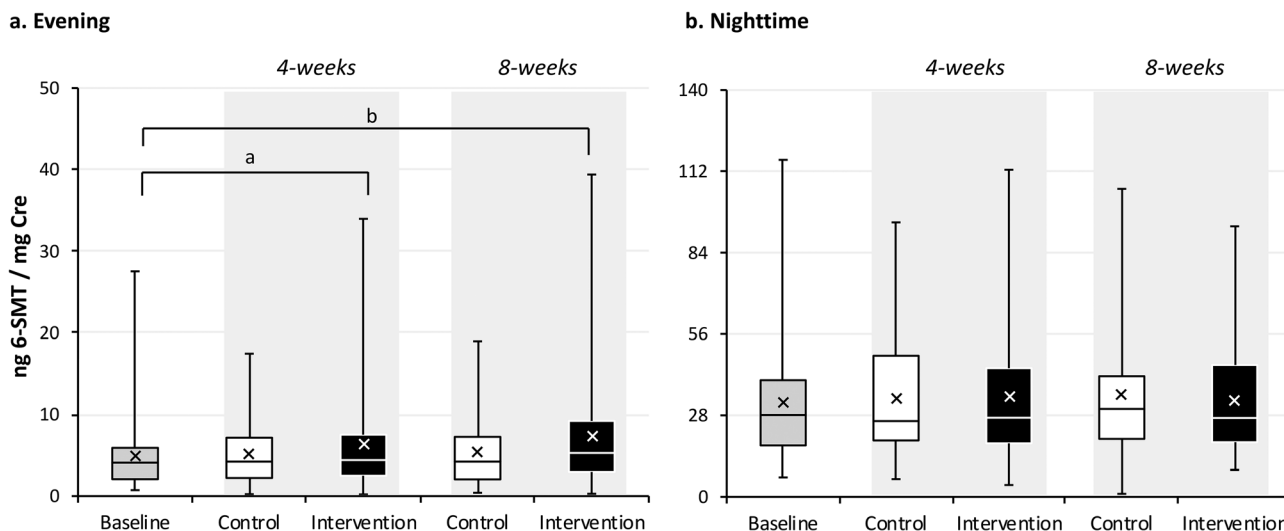 a. Evening
4-weeks 8-weeks
50
40
30
20
10
0
ng 6-SMT / mg Cre
b
a
Baseline Control Intervention Control Intervention
b. Nighttime
4-weeks 8-weeks
140
112
84
56
28
0
Baseline Control Intervention Control Intervention